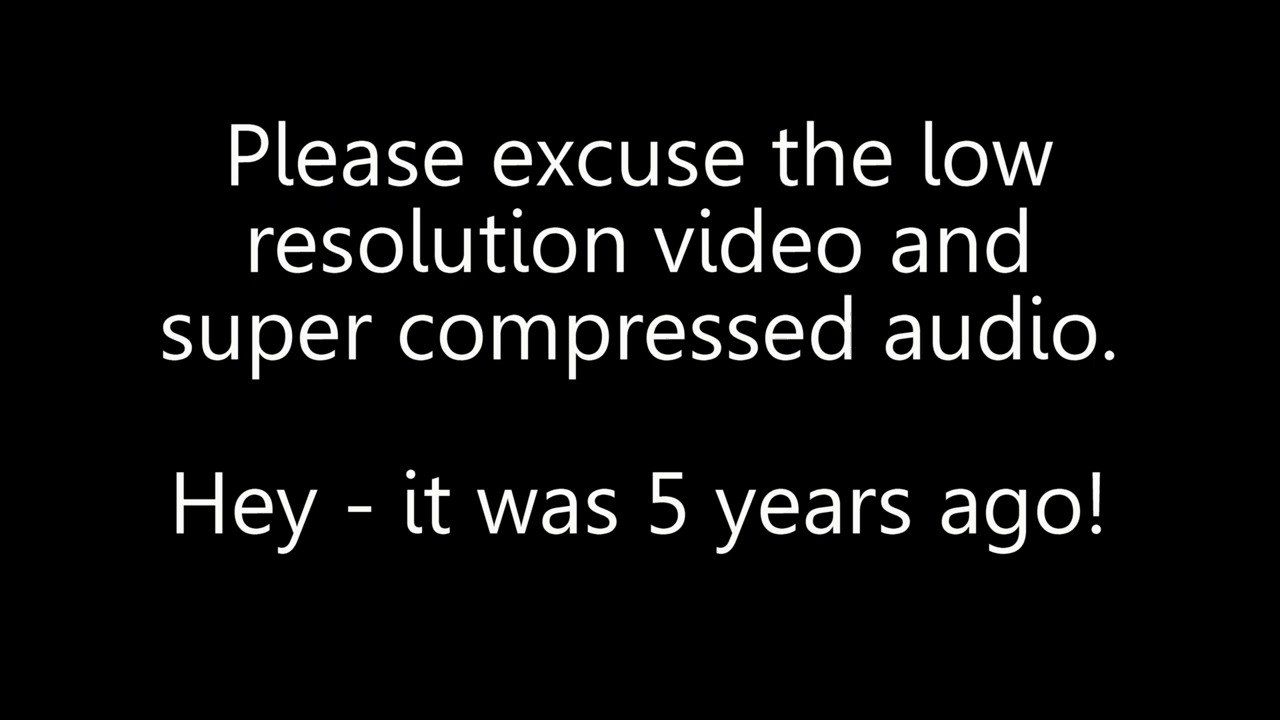 Please excuse the low
resolution video and
super compressed audio.
Hey - it was 5 years ago!